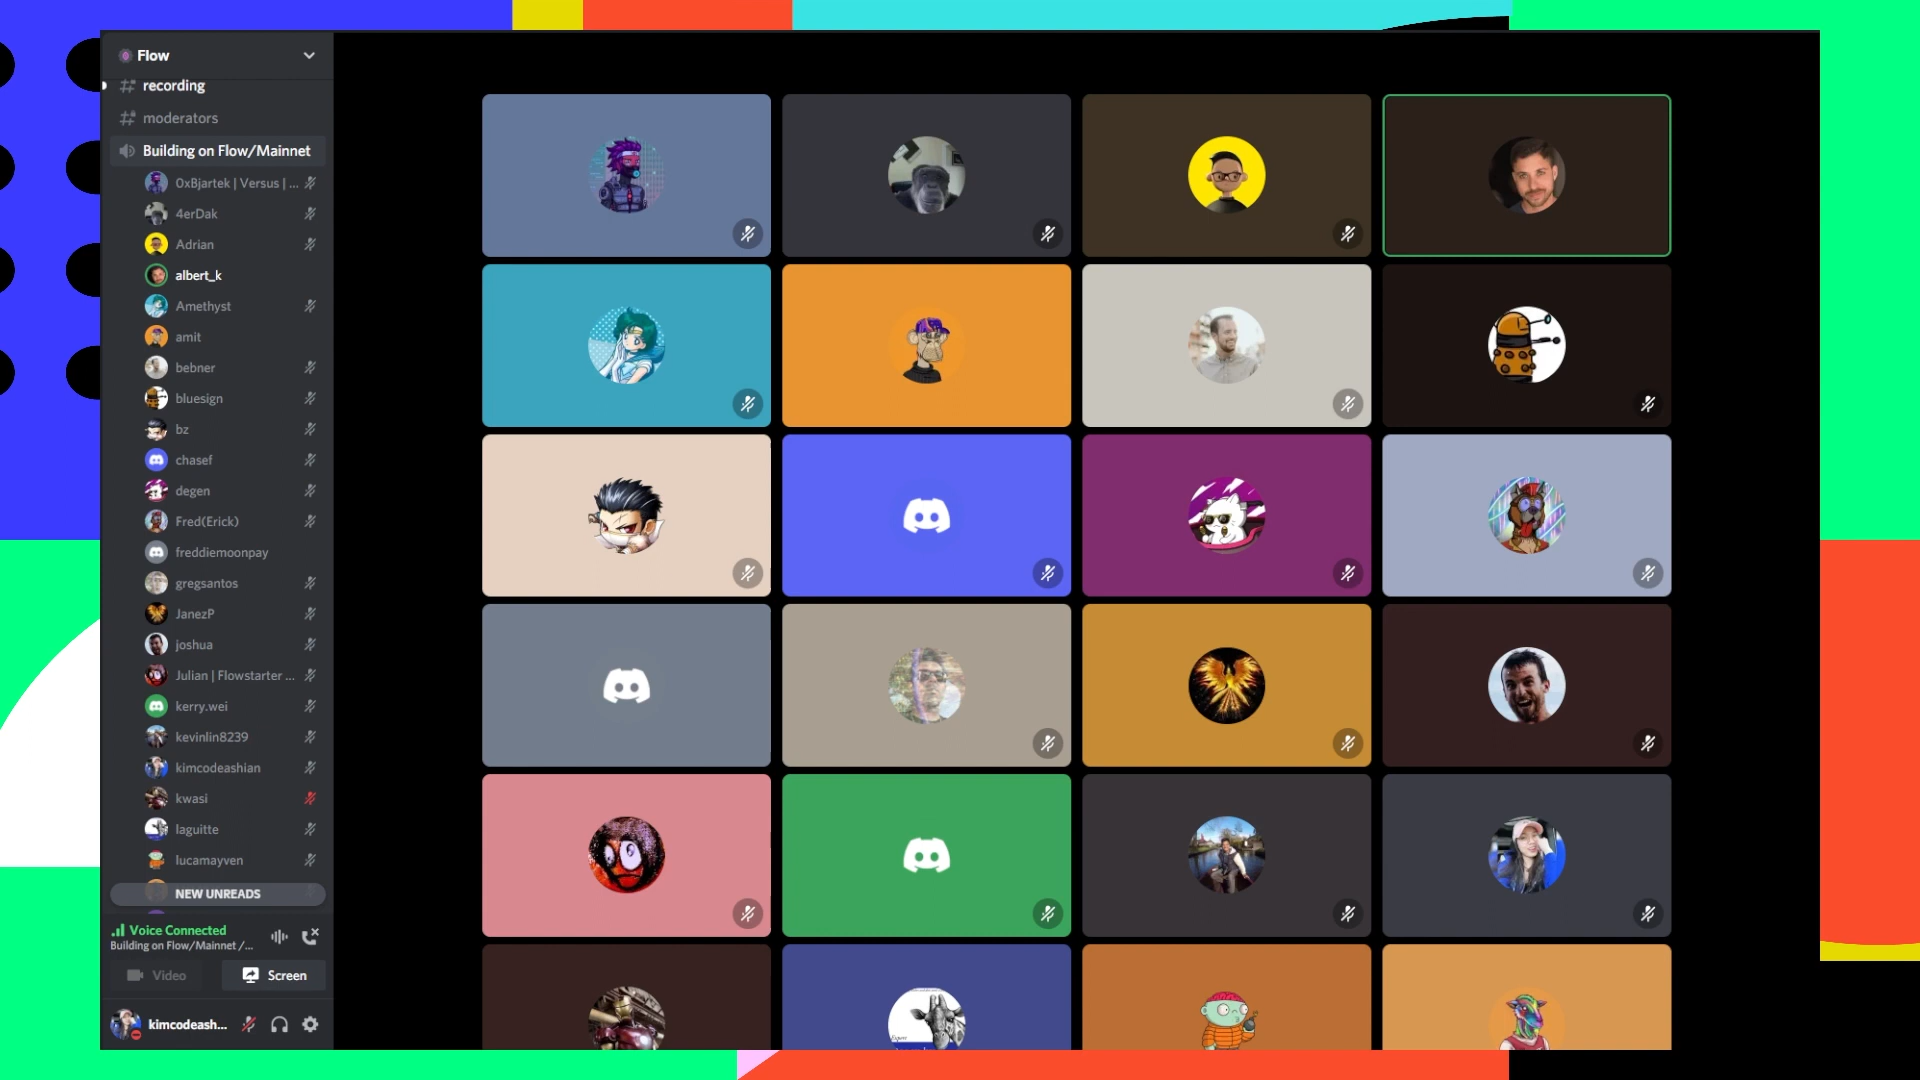 Flow
recording
moderators
Building on Flow/Mainnet
0xBjartek | Versus | ...
4erDak
Adrian
albert_k
Amethyst
amit
bebner
bluesign
bz
chasef
degen
Fred(Erick)
freddiemoonpay
gregsantos
JanezP
joshua
Julian | Flowstarter ...
kerry.wei
kevinlin8239
kimcodeashian
kwasi
laguitte
lucamayven
NEW UNREADS
Voice Connected
Building on Flow/Mainnet /...
Video
Screen
kimcodeash...